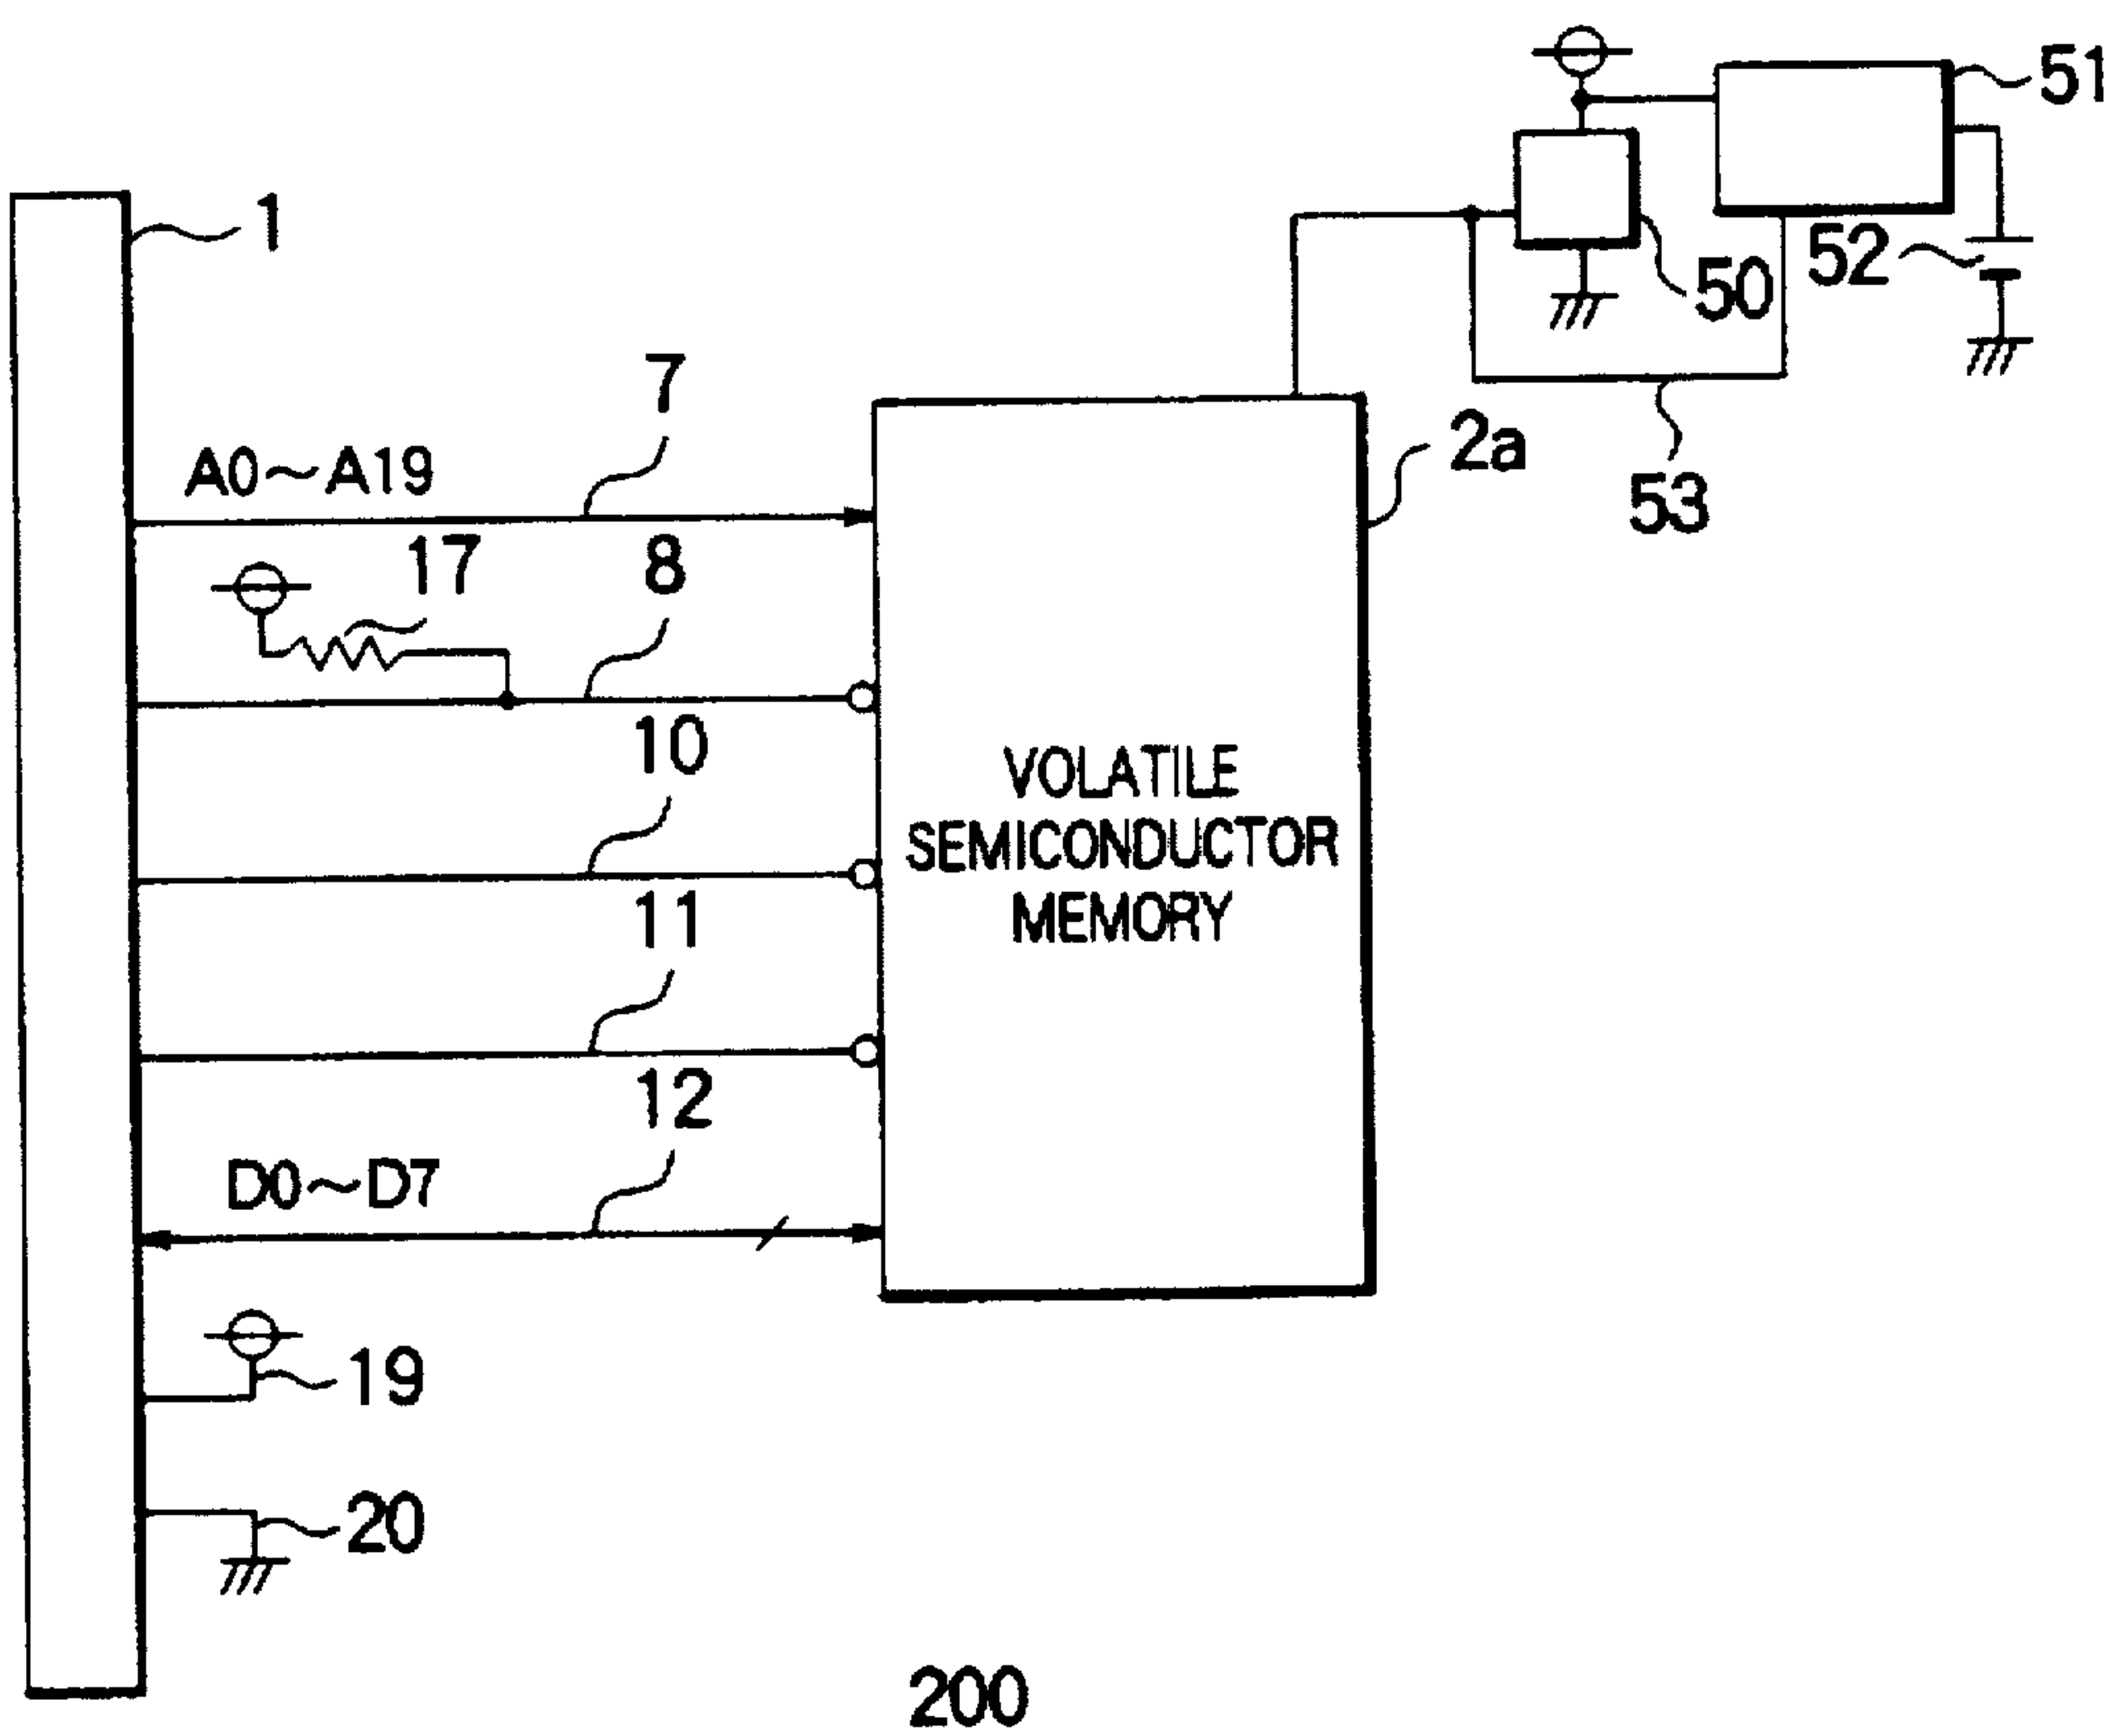 51
1
52
50
7
2a
A0~A19
53
17
8
10
VOLATILE
SEMICONDUCTOR
MEMORY
11
12
D0~D7
19
20
200